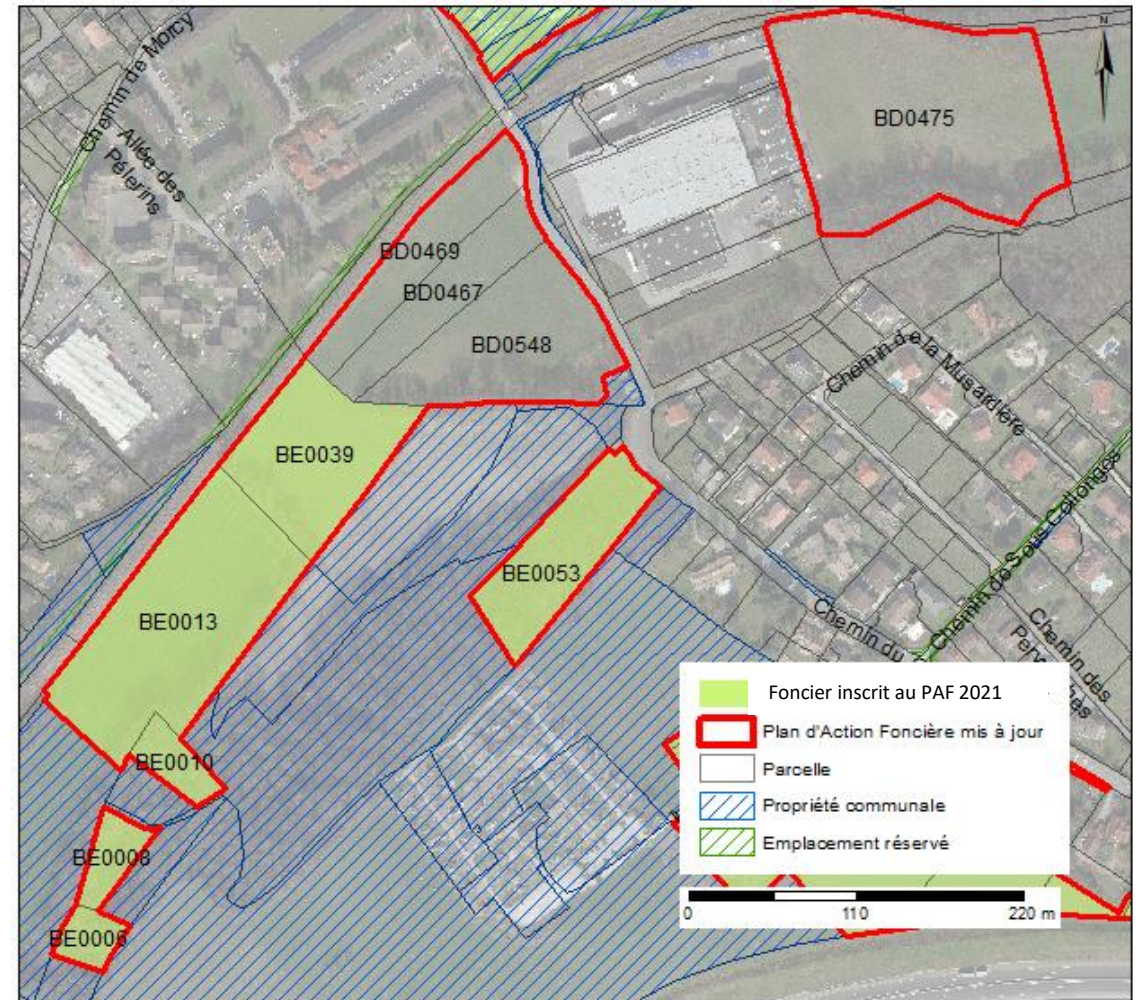 N
Chemin de Morcy
Allée des
Pélerins
BD0475
BD0469
BD0467
BD0548
Chemin de la Musardière
BE0039
BE0053
Chemin de Sous Collonges
BE0013
Chemin du
Chemin des
BE0010
BE0008
BE0006
Foncier inscrit au PAF 2021
Plan d'Action Foncière mis à jour
Parcelle
Propriété communale
Emplacement réservé
0 110 220 m